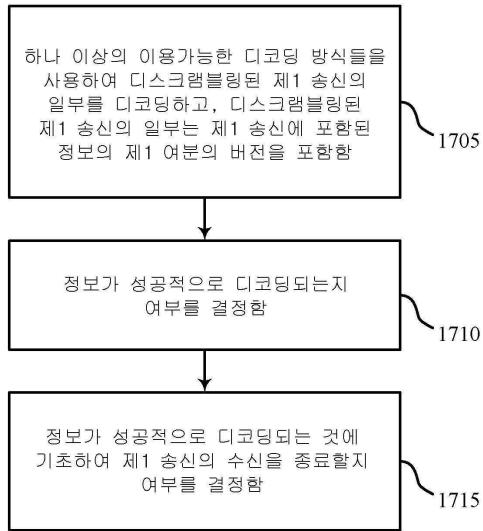 하나 이상의 이용가능한 디코딩 방식들을
사용하여 디스크램블링된 제1 송신의
일부를 디코딩하고, 디스크램블링된
제1 송신의 일부는 제1 송신에 포함된
정보의 제1 여분의 버전을 포함함
1705
정보가 성공적으로 디코딩되는지
여부를 결정함
1710
정보가 성공적으로 디코딩되는 것에
기초하여 제1 송신의 수신을 종료할지
여부를 결정함
1715